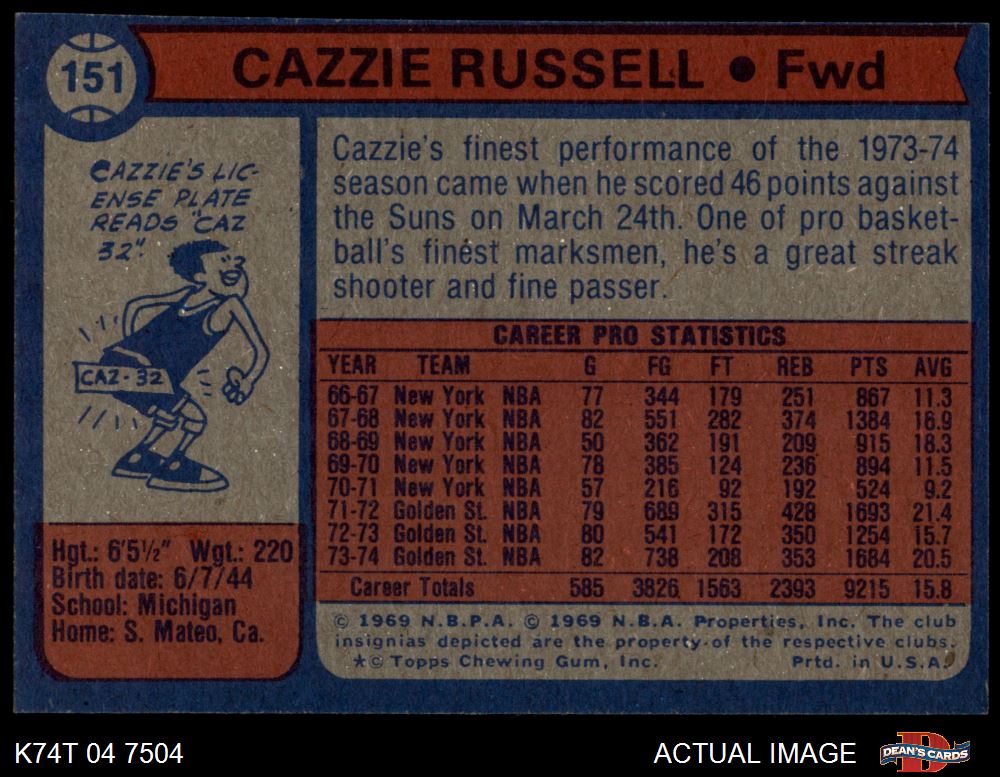 151
CAZZIE RUSSELL • Fwd
CAZZIE'S LIC-
ENSE PLATE
READS "CAZ
32".
CAZ-32
Hgt.: 6'5½" Wgt.: 220
Birth date: 6/7/44
School: Michigan
Home: S. Mateo, Ca.
Cazzie's finest performance of the 1973-74
season came when he scored 46 points against
the Suns on March 24th. One of pro basket-
ball's finest marksmen, he's a great streak
shooter and fine passer.
CAREER PRO STATISTICS
YEAR TEAM G FG FT REB PTS AVG
66-67 New York NBA 77 344 179 251 867 11.3
67-68 New York NBA 82 551 282 374 1384 16.9
68-69 New York NBA 50 362 191 209 915 18.3
69-70 New York NBA 78 385 124 236 894 11.5
70-71 New York NBA 57 216 92 192 524 9.2
71-72 Golden St. NBA 79 689 315 428 1693 21.4
72-73 Golden St. NBA 80 541 172 350 1254 15.7
73-74 Golden St. NBA 82 738 208 353 1684 20.5
Career Totals 585 3826 1563 2393 9215 15.8
© 1969 N.B.P.A. © 1969 N.B.A. Properties, Inc. The club
insignias depicted are the property of the respective clubs.
★© Topps Chewing Gum, Inc. Prtd. in U.S.A.
K74T 04 7504
ACTUAL IMAGE
DEAN'S CARDS